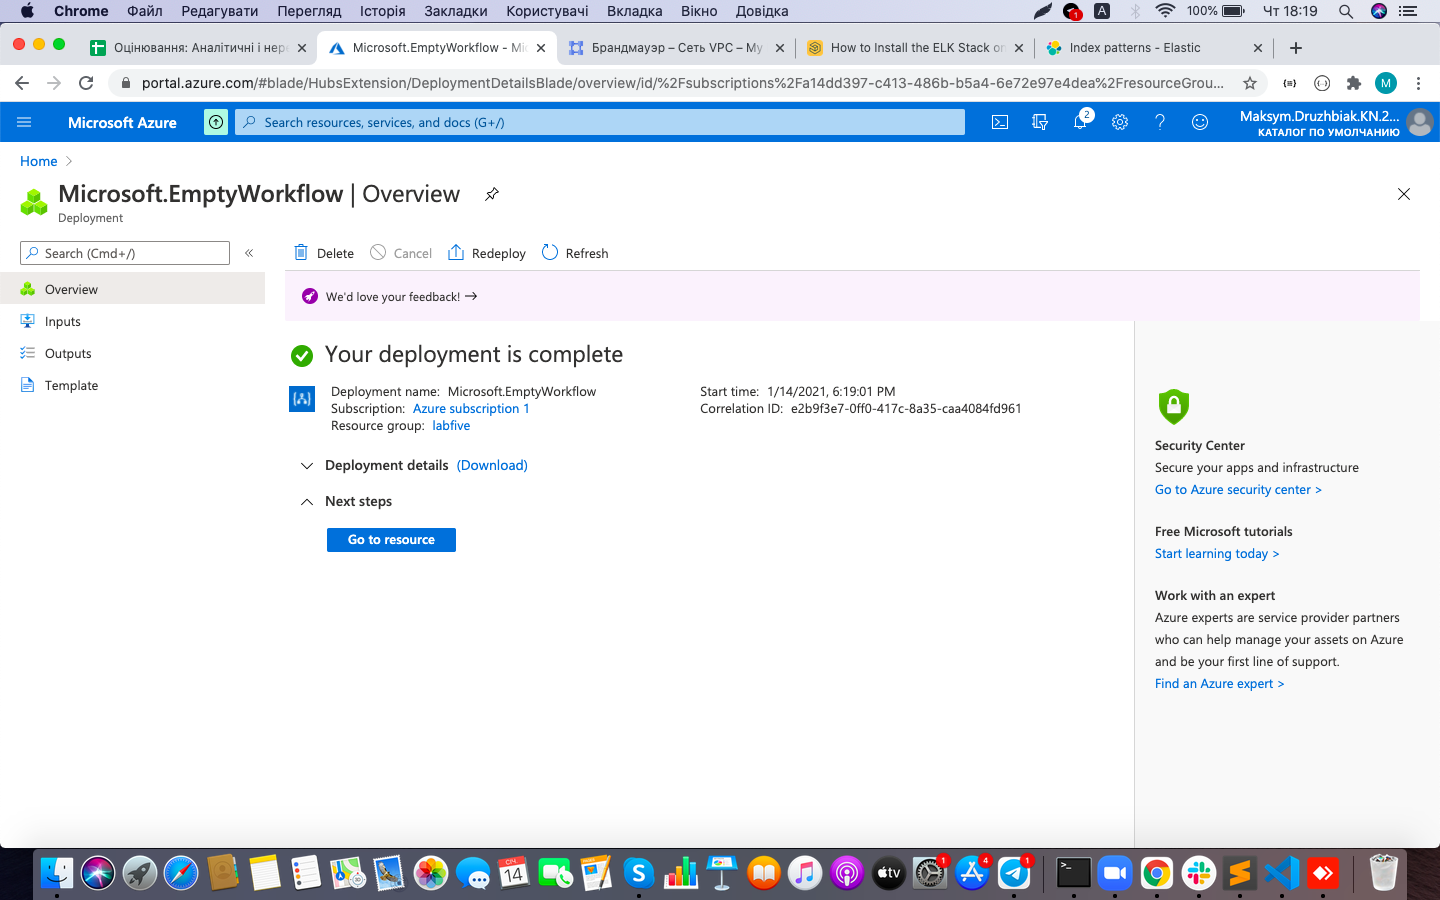 Chrome Файл Редагувати Перегляд Історія Закладки Користувачі Вкладка Вікно Довідка 1 A 100% Чт 18:19
Оцінювання: Аналітичні і нер
Microsoft.EmptyWorkflow - Mi
Брандмауэр – Сеть VPC – My
How to Install the ELK Stack on
Index patterns - Elastic
portal.azure.com/#blade/HubsExtension/DeploymentDetailsBlade/overview/id/%2Fsubscriptions%2Fa14dd397-c413-486b-b5a4-6e72e97e4dea%2FresourceGrou... M
Microsoft Azure
Search resources, services, and docs (G+/)
2
Maksym.Druzhbiak.KN.2...
КАТАЛОГ ПО УМОЛЧАНИЮ
Home
Microsoft.EmptyWorkflow | Overview
Deployment
Search (Cmd+/)
Overview
Inputs
Outputs
Template
Delete Cancel Redeploy Refresh
We'd love your feedback! →
Your deployment is complete
Deployment name: Microsoft.EmptyWorkflow
Subscription: Azure subscription 1
Resource group: labfive
Start time: 1/14/2021, 6:19:01 PM
Correlation ID: e2b9f3e7-0ff0-417c-8a35-caa4084fd961
Deployment details (Download)
Next steps
Go to resource
Security Center
Secure your apps and infrastructure
Go to Azure security center >
Free Microsoft tutorials
Start learning today >
Work with an expert
Azure experts are service provider partners
who can help manage your assets on Azure
and be your first line of support.
Find an Azure expert >
СІЧ
14
tv
1
4
1